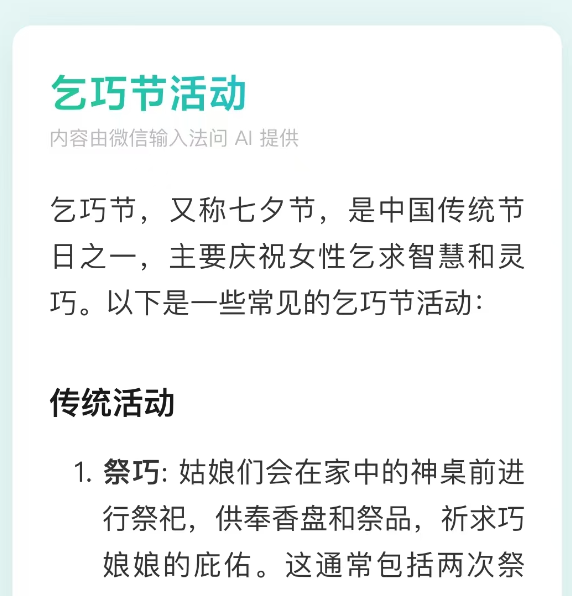 乞巧节活动
内容由微信输入法问 AI 提供
乞巧节，又称七夕节，是中国传统节
日之一，主要庆祝女性乞求智慧和灵
巧。以下是一些常见的乞巧节活动：
传统活动
1. 祭巧: 姑娘们会在家中的神桌前进
行祭祀，供奉香盘和祭品，祈求巧
娘娘的庇佑。这通常包括两次祭